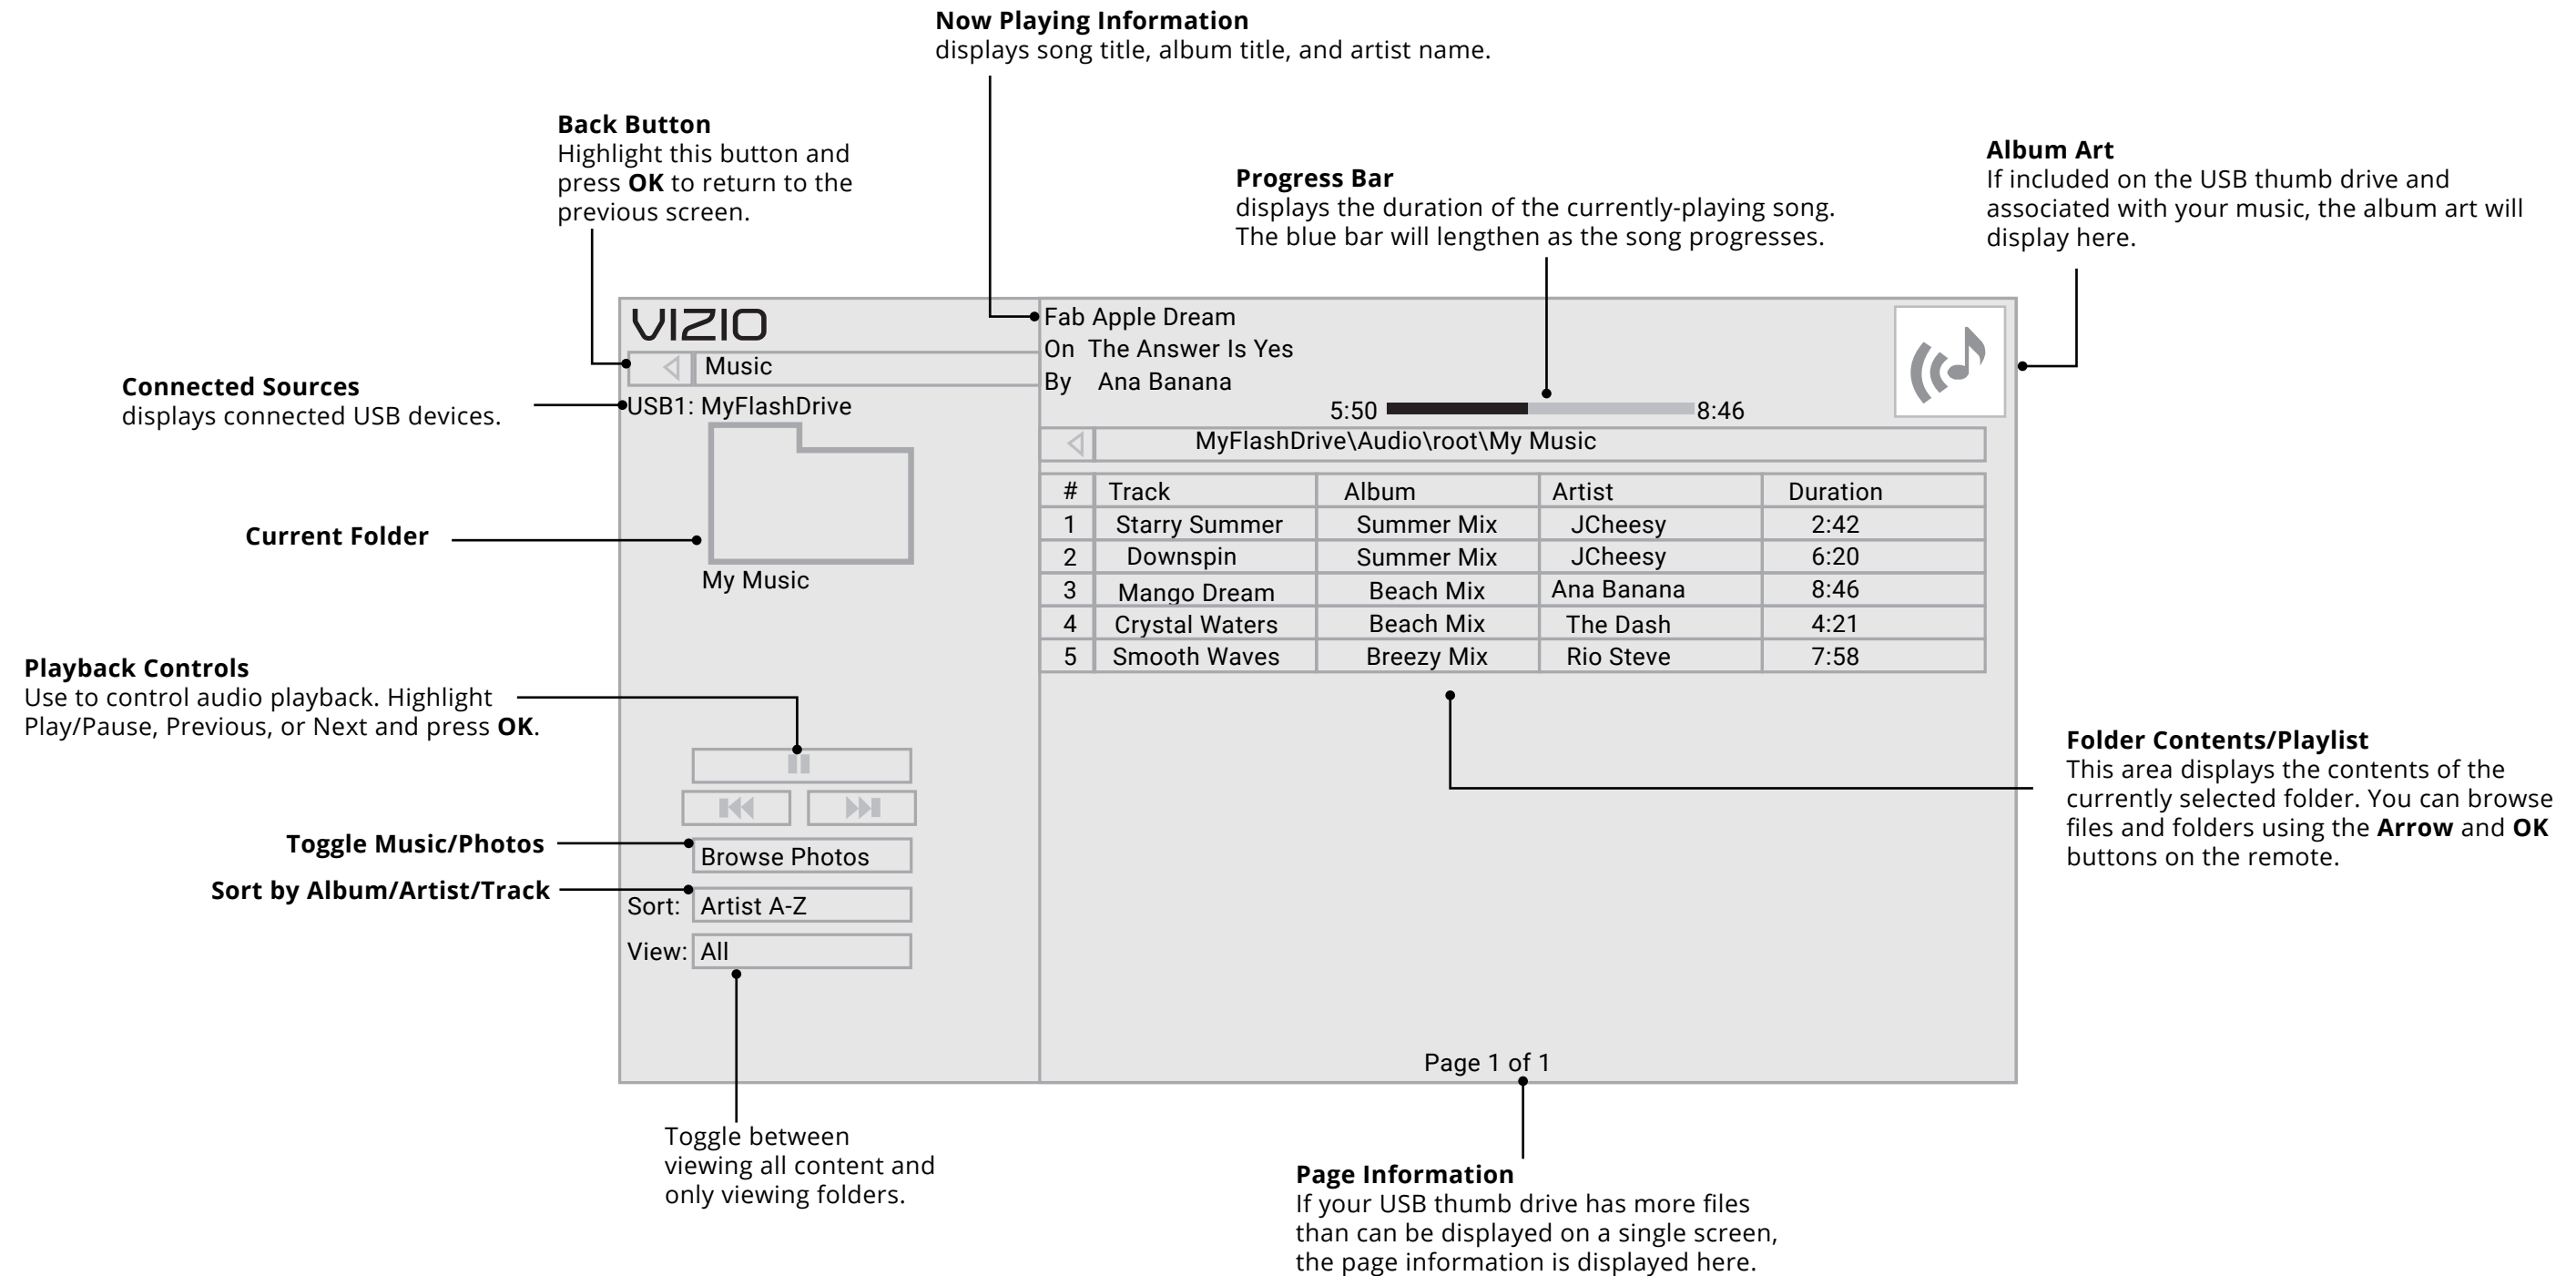 Now Playing Information
displays song title, album title, and artist name.
Back Button
Highlight this button and
press OK to return to the
previous screen.
Progress Bar
displays the duration of the currently-playing song.
The blue bar will lengthen as the song progresses.
Album Art
If included on the USB thumb drive and
associated with your music, the album art will
display here.
Connected Sources
displays connected USB devices.
Current Folder
Playback Controls
Use to control audio playback. Highlight
Play/Pause, Previous, or Next and press OK.
Toggle Music/Photos
Sort by Album/Artist/Track
VIZIO
Music
USB1: MyFlashDrive
My Music
Browse Photos
Sort: Artist A-Z
View: All
Fab Apple Dream
On The Answer Is Yes
By Ana Banana
5:50 8:46
MyFlashDrive\Audio\root\My Music
# Track Album Artist Duration
1 Starry Summer Summer Mix JCheesy 2:42
2 Downspin Summer Mix JCheesy 6:20
3 Mango Dream Beach Mix Ana Banana 8:46
4 Crystal Waters Beach Mix The Dash 4:21
5 Smooth Waves Breezy Mix Rio Steve 7:58
Page 1 of 1
Folder Contents/Playlist
This area displays the contents of the
currently selected folder. You can browse
files and folders using the Arrow and OK
buttons on the remote.
Toggle between
viewing all content and
only viewing folders.
Page Information
If your USB thumb drive has more files
than can be displayed on a single screen,
the page information is displayed here.